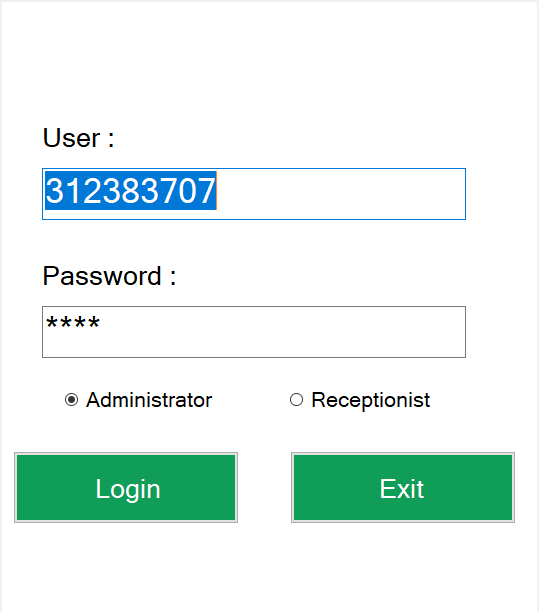 User :
312383707
Password :
****
Administrator Receptionist
Login Exit